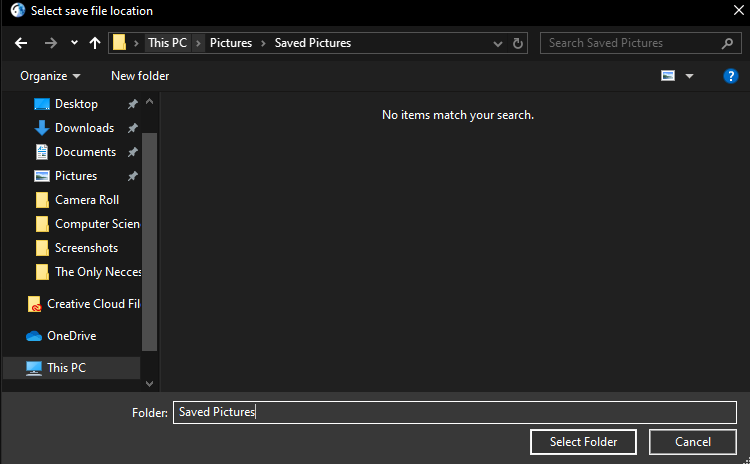 Select save file location
This PC Pictures Saved Pictures
Search Saved Pictures
Organize New folder
Desktop
Downloads
Documents
Pictures
Camera Roll
Computer Scien
Screenshots
The Only Necces
Creative Cloud Fil
OneDrive
This PC
No items match your search.
Folder: Saved Pictures
Select Folder Cancel